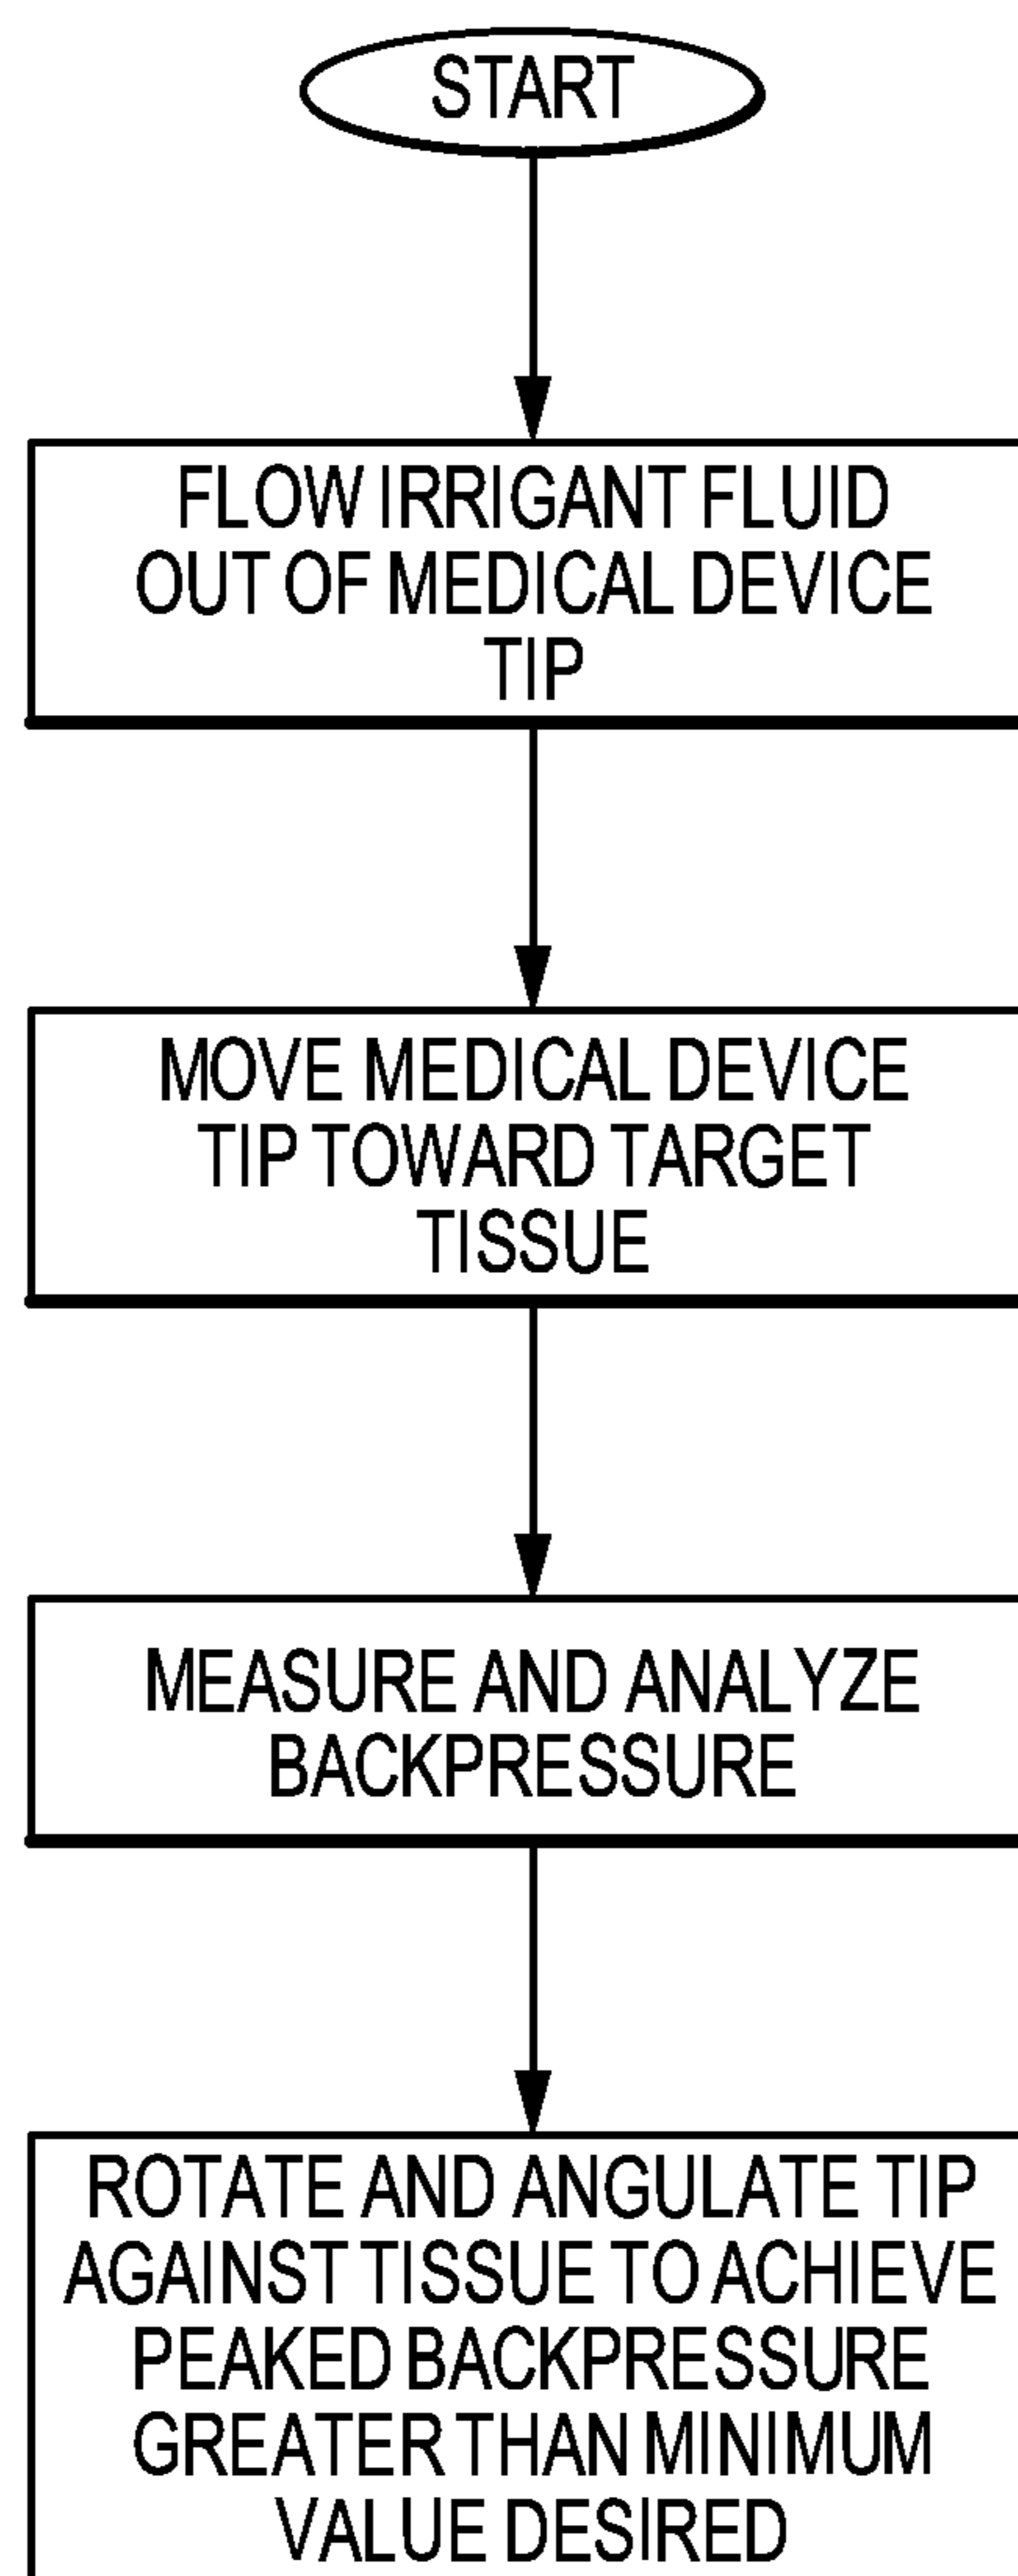 START
FLOW IRRIGANT FLUID
OUT OF MEDICAL DEVICE
TIP
MOVE MEDICAL DEVICE
TIP TOWARD TARGET
TISSUE
MEASURE AND ANALYZE
BACKPRESSURE
ROTATE AND ANGULATE TIP
AGAINST TISSUE TO ACHIEVE
PEAKED BACKPRESSURE
GREATER THAN MINIMUM
VALUE DESIRED